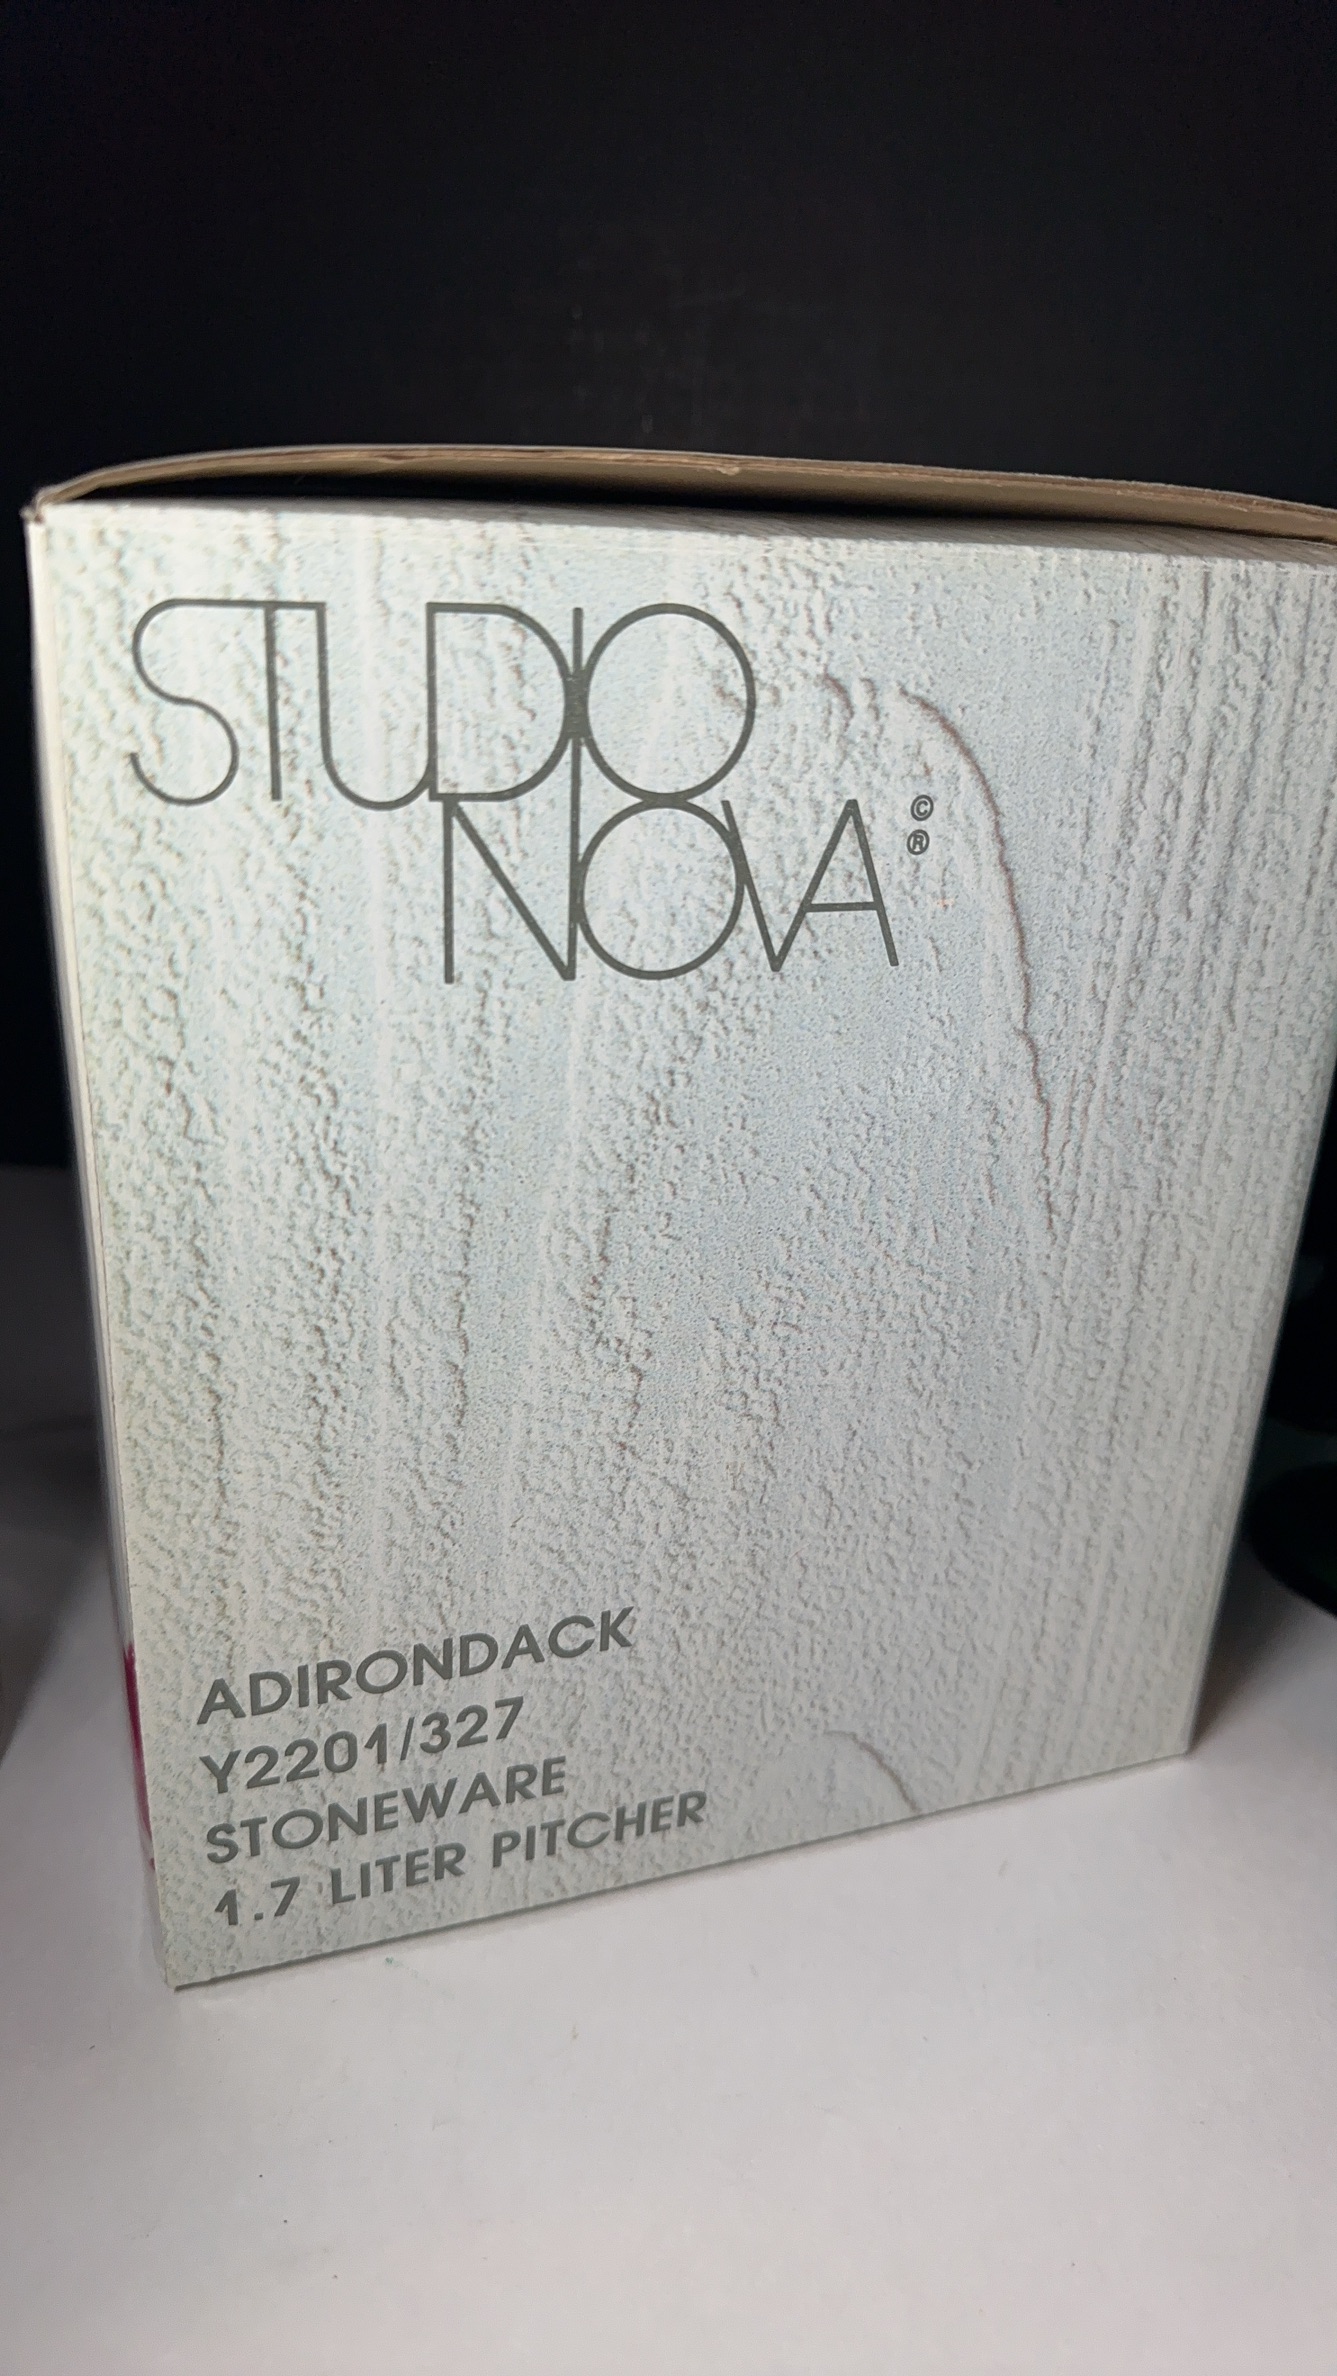 STUDIO
NOVA ©
®
ADIRONDACK
Y2201/327
STONEWARE
1.7 LITER PITCHER